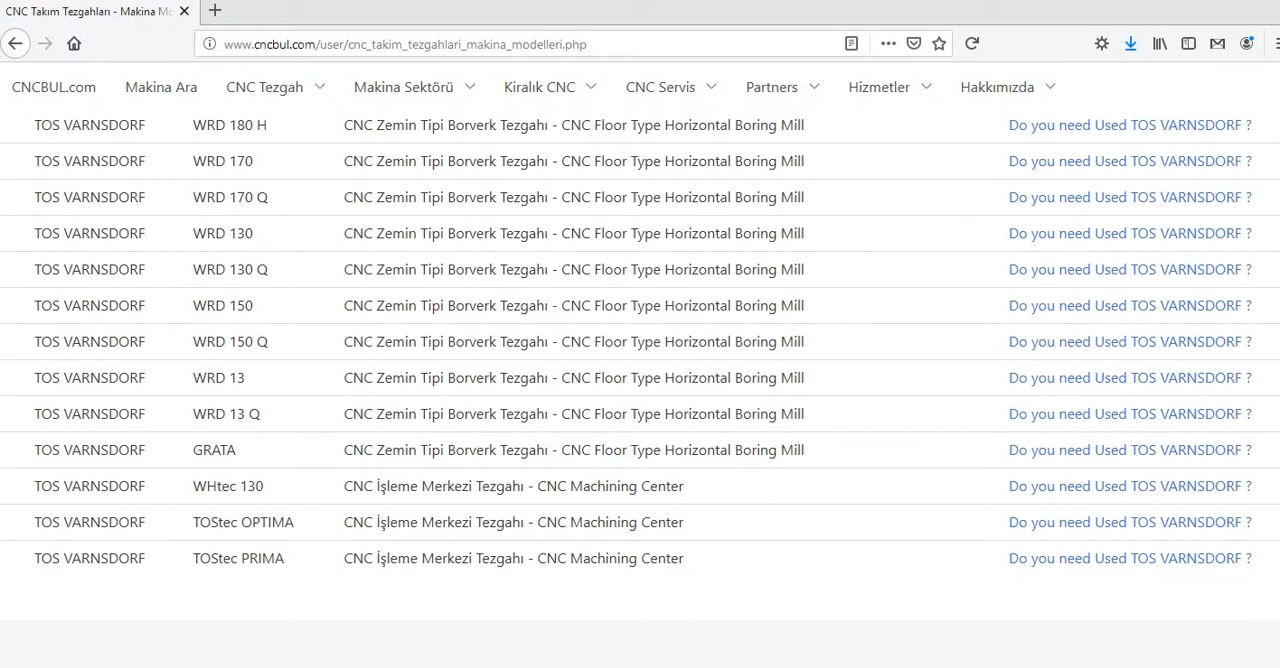 CNC Takım Tezgahları - Makina Mo
www.cncbul.com/user/cnc_takim_tezgahlari_makina_modelleri.php
CNCBUL.com Makina Ara CNC Tezgah Makina Sektörü Kiralık CNC CNC Servis Partners Hizmetler Hakkımızda
TOS VARNSDORF WRD 180 H CNC Zemin Tipi Borverk Tezgahı - CNC Floor Type Horizontal Boring Mill Do you need Used TOS VARNSDORF ?
TOS VARNSDORF WRD 170 CNC Zemin Tipi Borverk Tezgahı - CNC Floor Type Horizontal Boring Mill Do you need Used TOS VARNSDORF ?
TOS VARNSDORF WRD 170 Q CNC Zemin Tipi Borverk Tezgahı - CNC Floor Type Horizontal Boring Mill Do you need Used TOS VARNSDORF ?
TOS VARNSDORF WRD 130 CNC Zemin Tipi Borverk Tezgahı - CNC Floor Type Horizontal Boring Mill Do you need Used TOS VARNSDORF ?
TOS VARNSDORF WRD 130 Q CNC Zemin Tipi Borverk Tezgahı - CNC Floor Type Horizontal Boring Mill Do you need Used TOS VARNSDORF ?
TOS VARNSDORF WRD 150 CNC Zemin Tipi Borverk Tezgahı - CNC Floor Type Horizontal Boring Mill Do you need Used TOS VARNSDORF ?
TOS VARNSDORF WRD 150 Q CNC Zemin Tipi Borverk Tezgahı - CNC Floor Type Horizontal Boring Mill Do you need Used TOS VARNSDORF ?
TOS VARNSDORF WRD 13 CNC Zemin Tipi Borverk Tezgahı - CNC Floor Type Horizontal Boring Mill Do you need Used TOS VARNSDORF ?
TOS VARNSDORF WRD 13 Q CNC Zemin Tipi Borverk Tezgahı - CNC Floor Type Horizontal Boring Mill Do you need Used TOS VARNSDORF ?
TOS VARNSDORF GRATA CNC Zemin Tipi Borverk Tezgahı - CNC Floor Type Horizontal Boring Mill Do you need Used TOS VARNSDORF ?
TOS VARNSDORF WHtec 130 CNC İşleme Merkezi Tezgahı - CNC Machining Center Do you need Used TOS VARNSDORF ?
TOS VARNSDORF TOStec OPTIMA CNC İşleme Merkezi Tezgahı - CNC Machining Center Do you need Used TOS VARNSDORF ?
TOS VARNSDORF TOStec PRIMA CNC İşleme Merkezi Tezgahı - CNC Machining Center Do you need Used TOS VARNSDORF ?